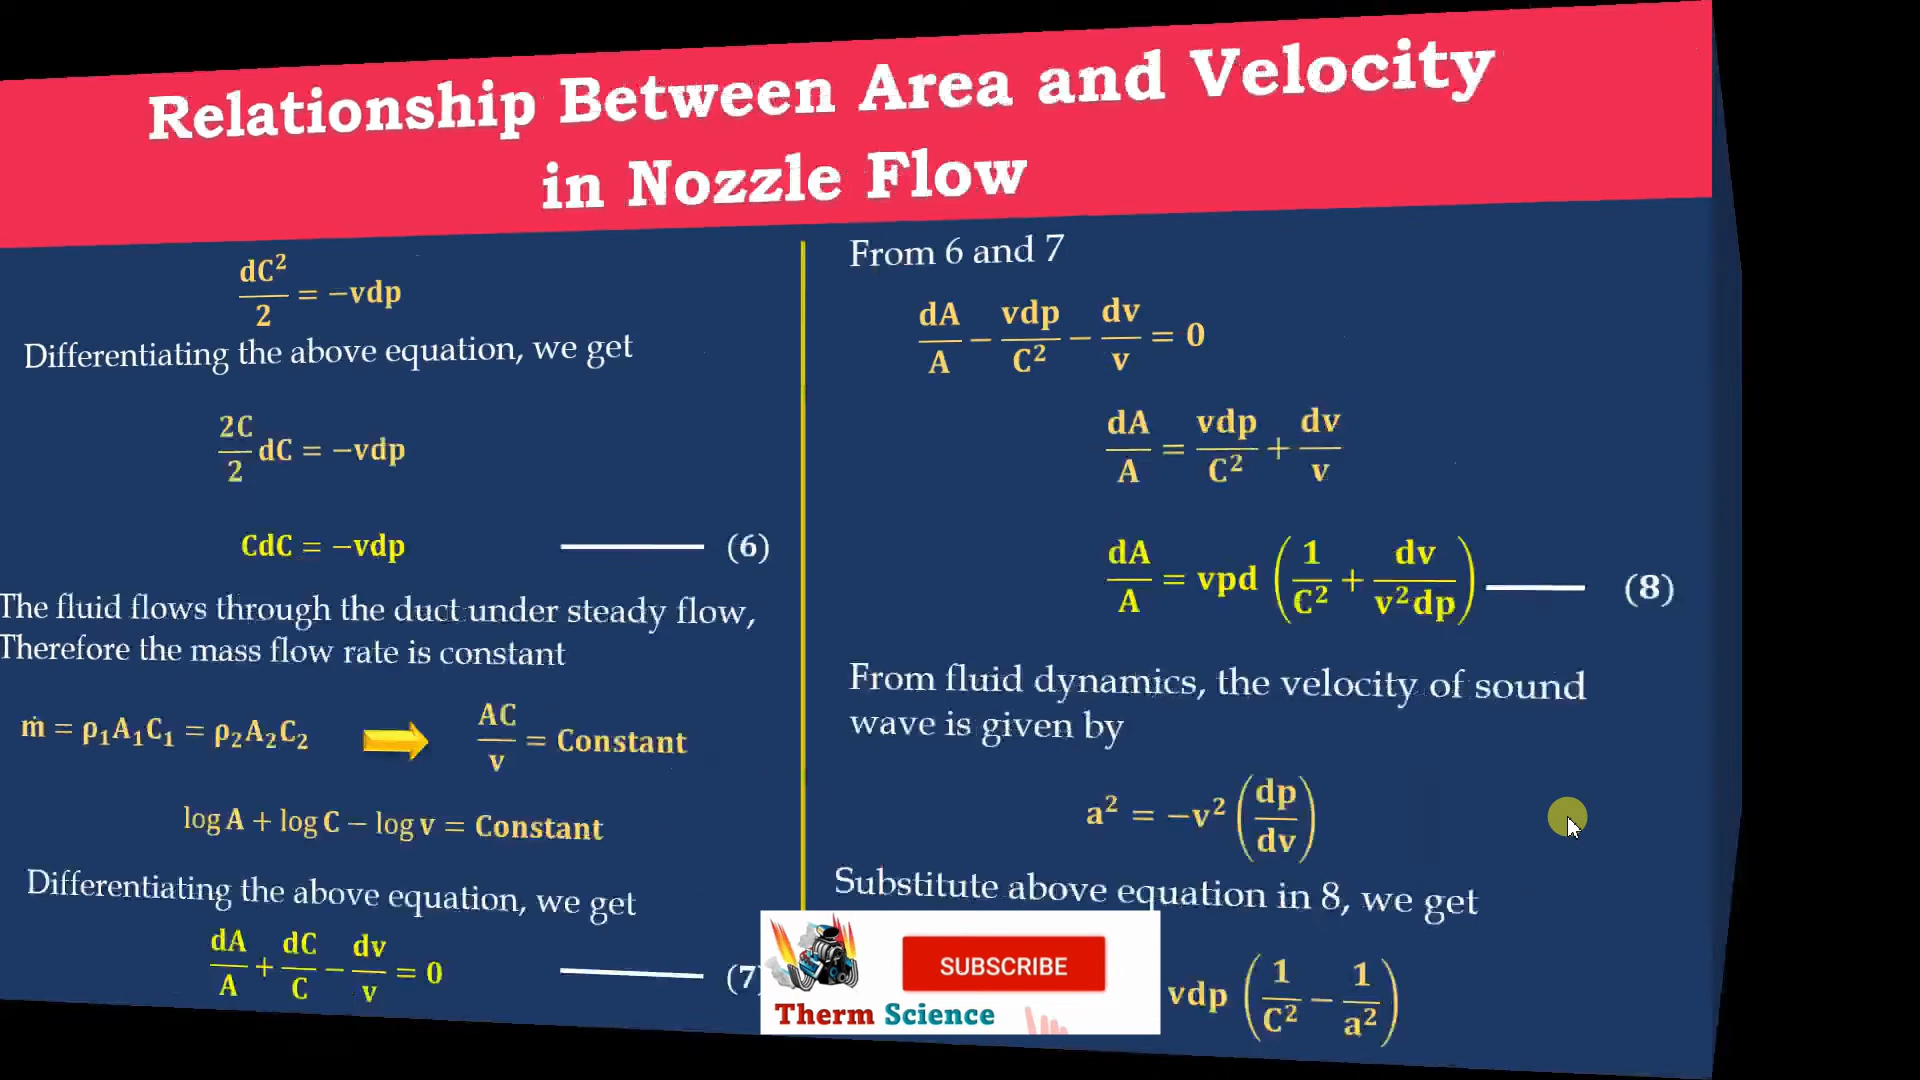 Relationship Between Area and Velocity
in Nozzle Flow
dC²/2 = −vdp
Differentiating the above equation, we get
2C/2 dC = −vdp
CdC = −vdp (6)
The fluid flows through the duct under steady flow,
Therefore the mass flow rate is constant
ṁ = ρ₁A₁C₁ = ρ₂A₂C₂ AC/v = Constant
log A + log C − log v = Constant
Differentiating the above equation, we get
dA/A + dC/C − dv/v = 0 (7
From 6 and 7
dA/A − vdp/C² − dv/v = 0
dA/A = vdp/C² + dv/v
dA/A = vpd (1/C² + dv/v²dp) (8)
From fluid dynamics, the velocity of sound
wave is given by
a² = −v² (dp/dv)
Substitute above equation in 8, we get
vdp (1/C² − 1/a²)
SUBSCRIBE
Therm Science